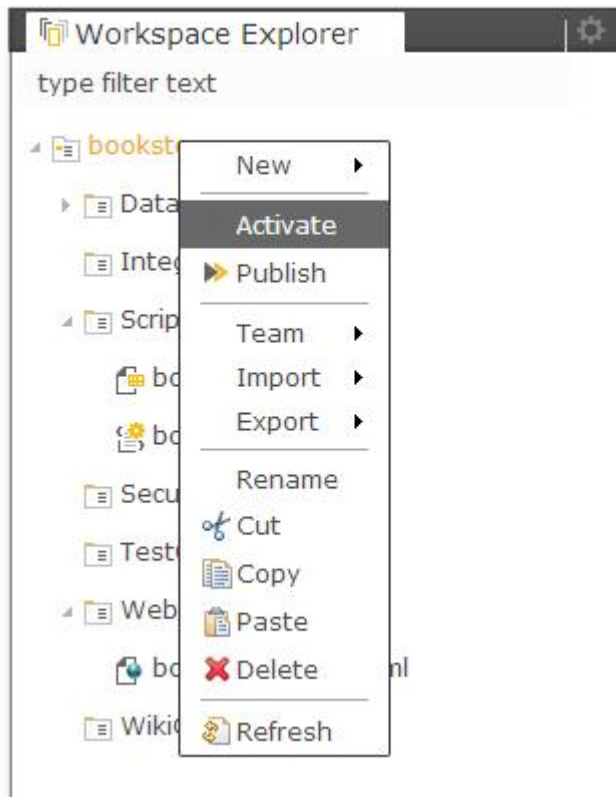 Workspace Explorer
type filter text
bookst
New
Data
Activate
Integ
Publish
Scrip
Team
bo
Import
Export
bo
Rename
Secu
Cut
Test
Copy
Web
Paste
bo Delete ml
Wiki
Refresh